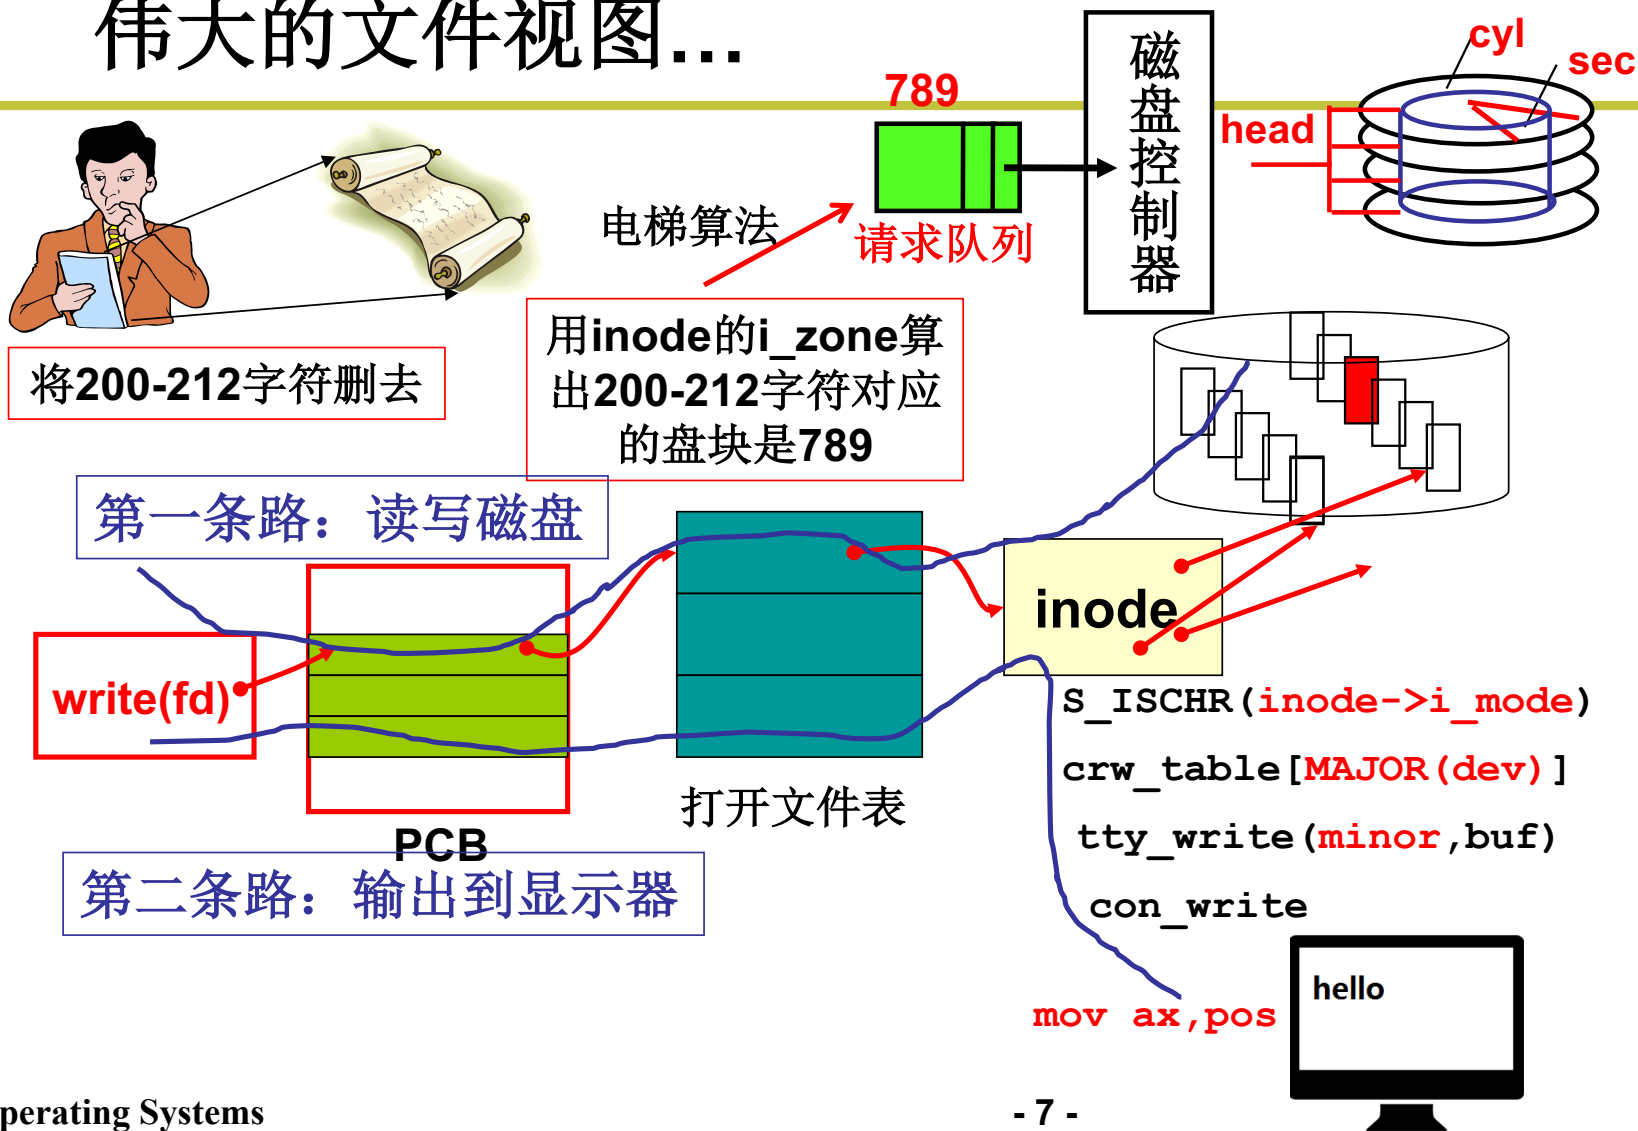 伟大的文件视图...
789
磁盘控制器
cyl
sec
head
电梯算法
请求队列
将200-212字符删去
用inode的i_zone算
出200-212字符对应
的盘块是789
第一条路：读写磁盘
inode
write(fd)
S_ISCHR(inode->i_mode)
crw_table[MAJOR(dev)]
打开文件表
tty_write(minor,buf)
PCB
第二条路：输出到显示器
con_write
hello
mov ax,pos
perating Systems
- 7 -